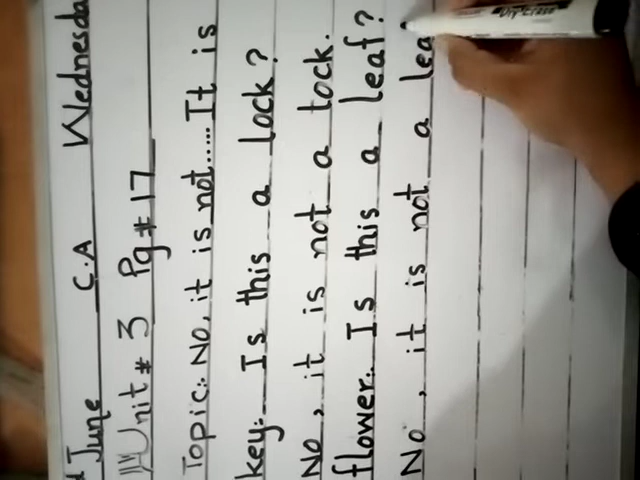 June C.A Wednesda
Unit # 3 Pg # 17
Topic:. No, it is not..... It is
key:. Is this a lock?
No, it is not a lock.
flower:. Is this a leaf?
No, it is not a lea